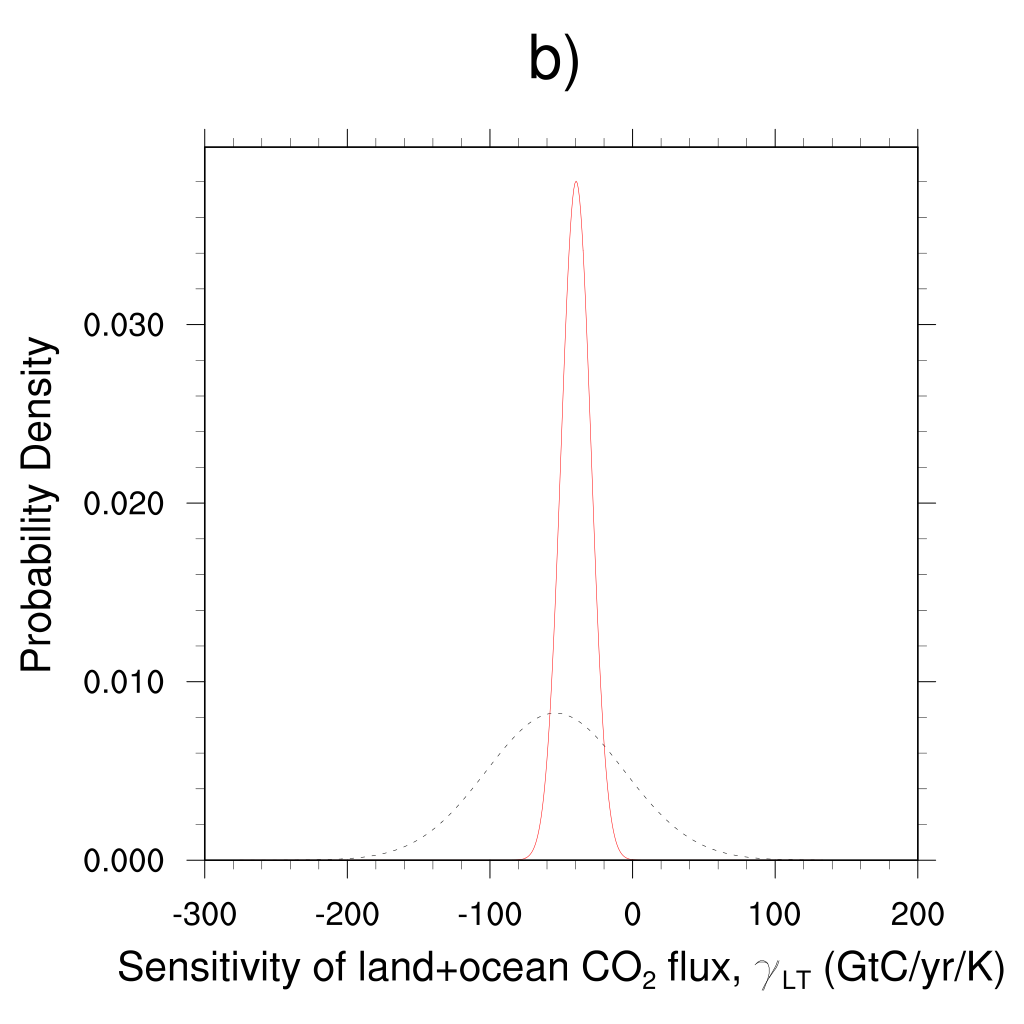 b)
0.030
0.020
0.010
0.000
Probability Density
-300 -200 -100 0 100 200
Sensitivity of land+ocean CO₂ flux, γ_LT (GtC/yr/K)